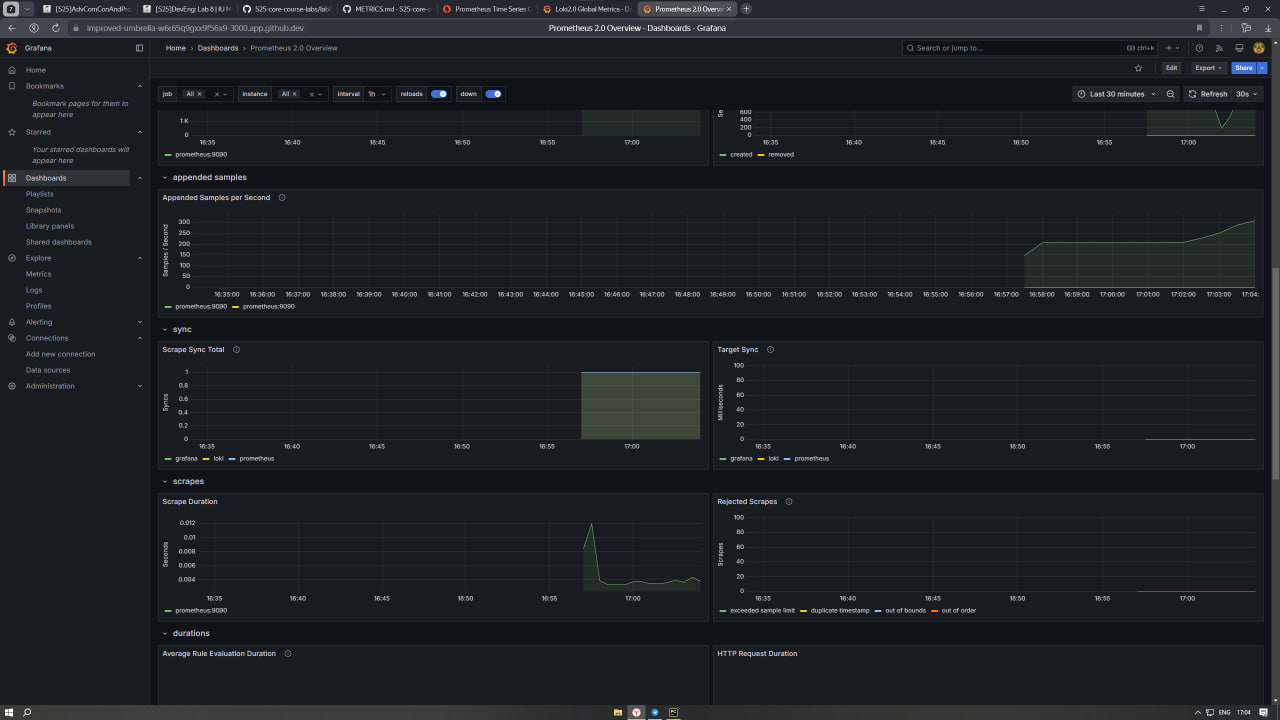 [S25]AdvComConAndPro
[S25]DevEng: Lab 8 | IU M
S25-core-course-labs/lab8
METRICS.md - S25-core-c
Prometheus Time Series C
Loki2.0 Global Metrics - D
Prometheus 2.0 Overview
improved-umbrella-w6r65q9gxx9f56x9-3000.app.github.dev
Prometheus 2.0 Overview - Dashboards - Grafana
Grafana
Home > Dashboards > Prometheus 2.0 Overview
Search or jump to...
ctrl+k
Edit
Export
Share
Home
Bookmarks
Bookmark pages for them to
appear here
Starred
Your starred dashboards will
appear here
Dashboards
Playlists
Snapshots
Library panels
Shared dashboards
Explore
Metrics
Logs
Profiles
Alerting
Connections
Add new connection
Data sources
Administration
job All instance All interval 1h reloads down
Last 30 minutes
Refresh 30s
1 K
0
16:35 16:40 16:45 16:50 16:55 17:00
prometheus:9090
Se
600
400
200
0
16:35 16:40 16:45 16:50 16:55 17:00
created removed
appended samples
Appended Samples per Second
Samples / Second
300
250
200
150
100
50
0
16:35:00 16:36:00 16:37:00 16:38:00 16:39:00 16:40:00 16:41:00 16:42:00 16:43:00 16:44:00 16:45:00 16:46:00 16:47:00 16:48:00 16:49:00 16:50:00 16:51:00 16:52:00 16:53:00 16:54:00 16:55:00 16:56:00 16:57:00 16:58:00 16:59:00 17:00:00 17:01:00 17:02:00 17:03:00 17:04:
prometheus:9090 prometheus:9090
sync
Scrape Sync Total
Syncs
1
0.8
0.6
0.4
0.2
0
16:35 16:40 16:45 16:50 16:55 17:00
grafana loki prometheus
Target Sync
Milliseconds
100
80
60
40
20
0
16:35 16:40 16:45 16:50 16:55 17:00
grafana loki prometheus
scrapes
Scrape Duration
Seconds
0.012
0.01
0.008
0.006
0.004
16:35 16:40 16:45 16:50 16:55 17:00
prometheus:9090
Rejected Scrapes
Scrapes
100
80
60
40
20
0
16:35 16:40 16:45 16:50 16:55 17:00
exceeded sample limit duplicate timestamp out of bounds out of order
durations
Average Rule Evaluation Duration
HTTP Request Duration
ENG 17:04